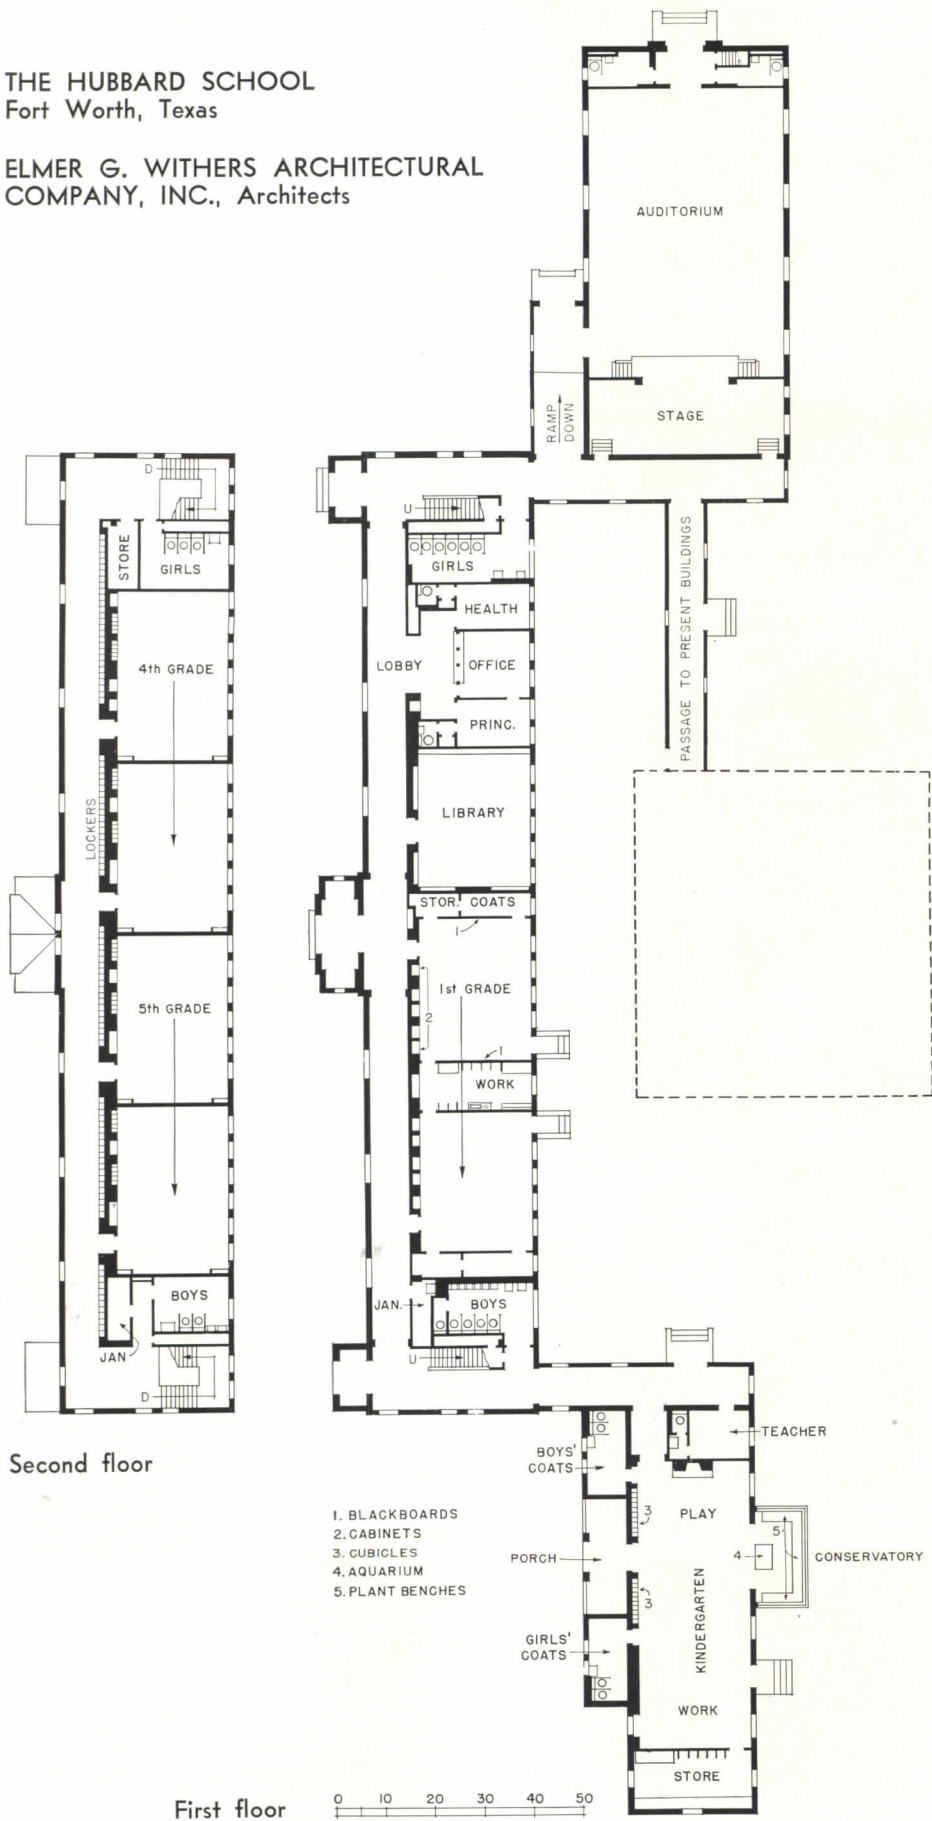 THE HUBBARD SCHOOL
Fort Worth, Texas
ELMER G. WITHERS ARCHITECTURAL
COMPANY, INC., Architects
AUDITORIUM
STAGE
RAMP
DOWN
PASSAGE TO PRESENT BUILDINGS
D
STORE
GIRLS
4th GRADE
LOCKERS
5th GRADE
BOYS
JAN
D
Second floor
U
GIRLS
HEALTH
LOBBY
OFFICE
PRINC.
LIBRARY
STOR. COATS
1
1st GRADE
2
1
WORK
JAN.
BOYS
U
TEACHER
BOYS'
COATS
3
PLAY
5
PORCH
4
CONSERVATORY
3
KINDERGARTEN
GIRLS'
COATS
WORK
STORE
1. BLACKBOARDS
2. CABINETS
3. CUBICLES
4. AQUARIUM
5. PLANT BENCHES
First floor
0 10 20 30 40 50